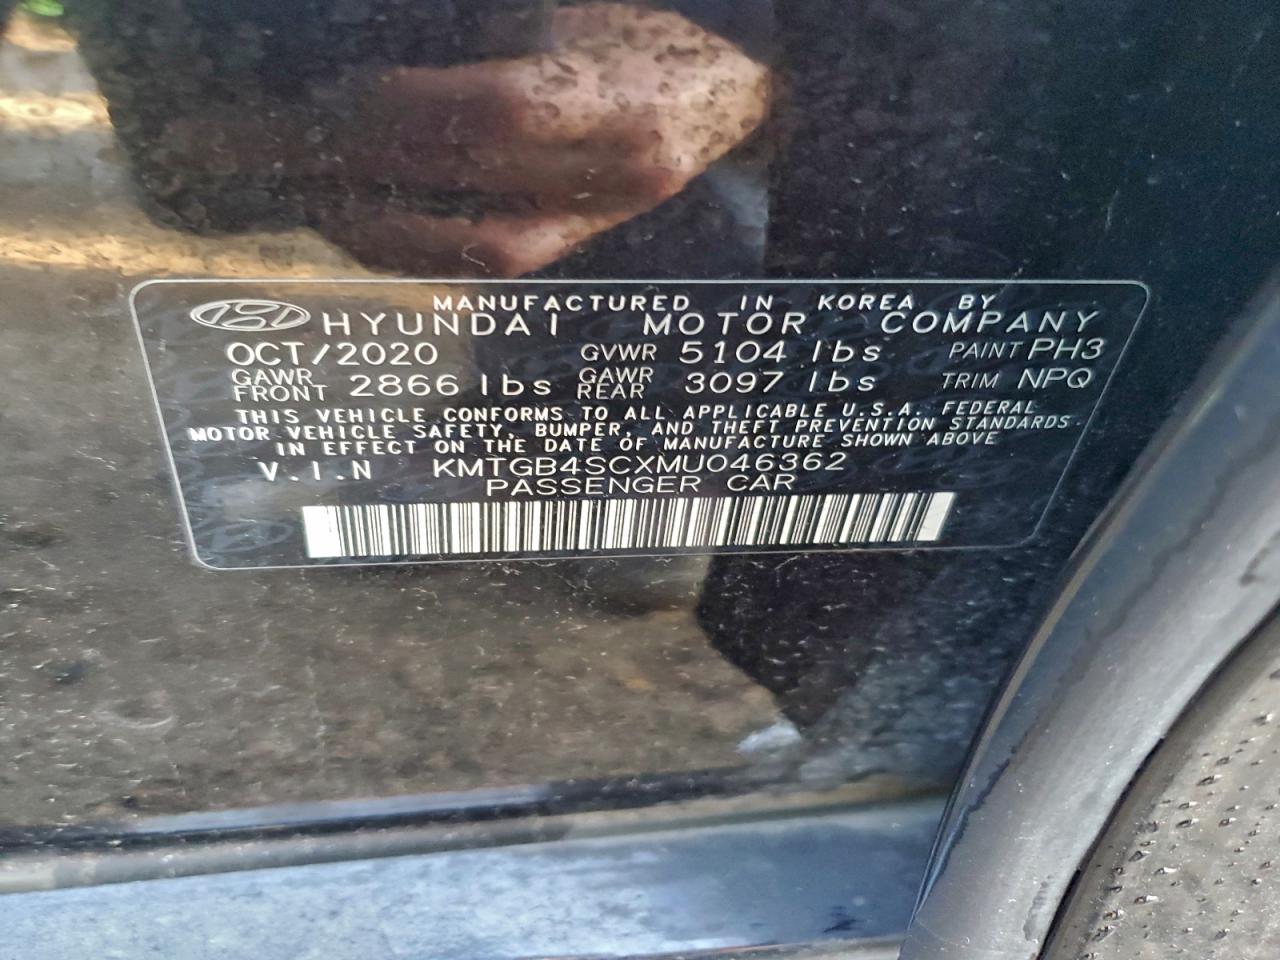 MANUFACTURED IN KOREA BY
HYUNDAI MOTOR COMPANY
OCT/2020 GVWR 5104 lbs PAINT PH3
GAWR FRONT 2866 lbs GAWR REAR 3097 lbs TRIM NPQ
THIS VEHICLE CONFORMS TO ALL APPLICABLE U.S.A. FEDERAL
MOTOR VEHICLE SAFETY, BUMPER, AND THEFT PREVENTION STANDARDS
IN EFFECT ON THE DATE OF MANUFACTURE SHOWN ABOVE
V.I.N KMTGB4SCXMU046362
PASSENGER CAR